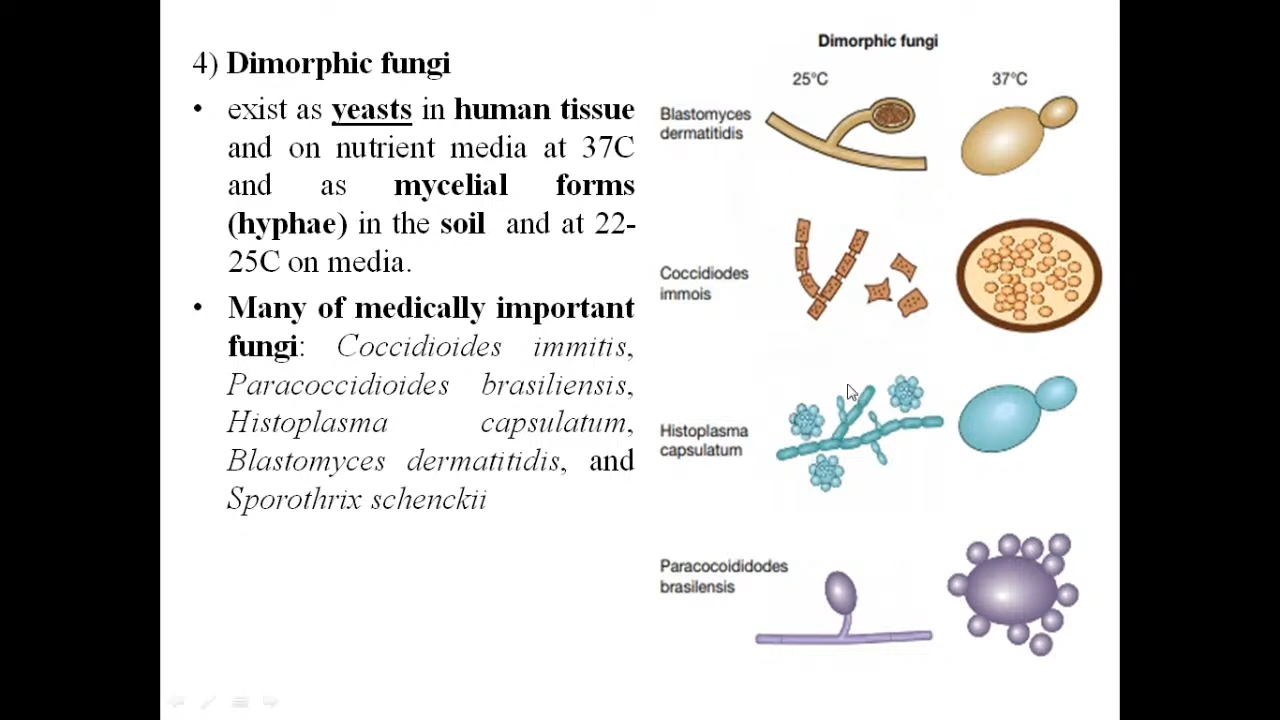 4) Dimorphic fungi
• exist as yeasts in human tissue
and on nutrient media at 37C
and as mycelial forms
(hyphae) in the soil and at 22-
25C on media.
• Many of medically important
fungi: Coccidioides immitis,
Paracoccidioides brasiliensis,
Histoplasma capsulatum,
Blastomyces dermatitidis, and
Sporothrix schenckii
Dimorphic fungi
25°C 37°C
Blastomyces
dermatitidis
Coccidiodes
immois
Histoplasma
capsulatum
Paracocoididodes
brasilensis